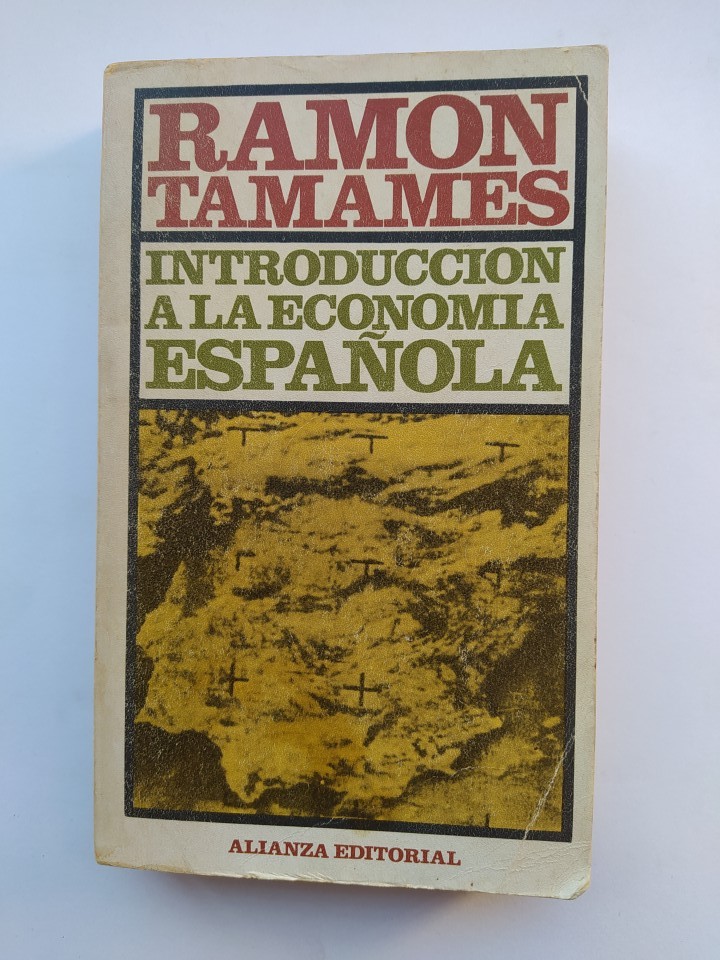 RAMON
TAMAMES
INTRODUCCION
A LA ECONOMIA
ESPAÑOLA
ALIANZA EDITORIAL